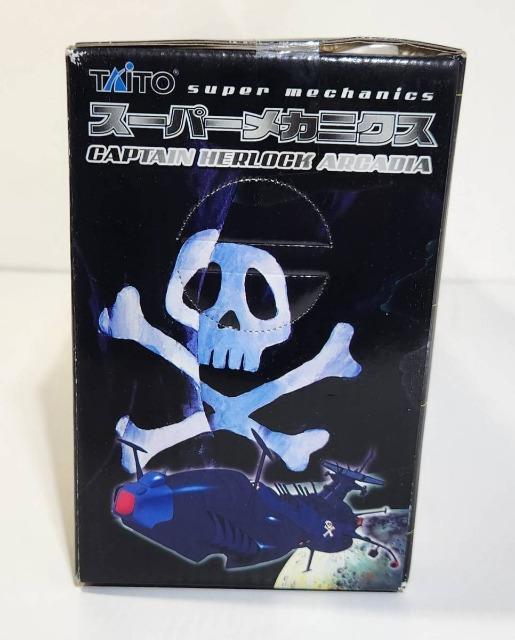 TAITO® super mechanics
スーパーメカニクス
CAPTAIN HERLOCK ARCADIA